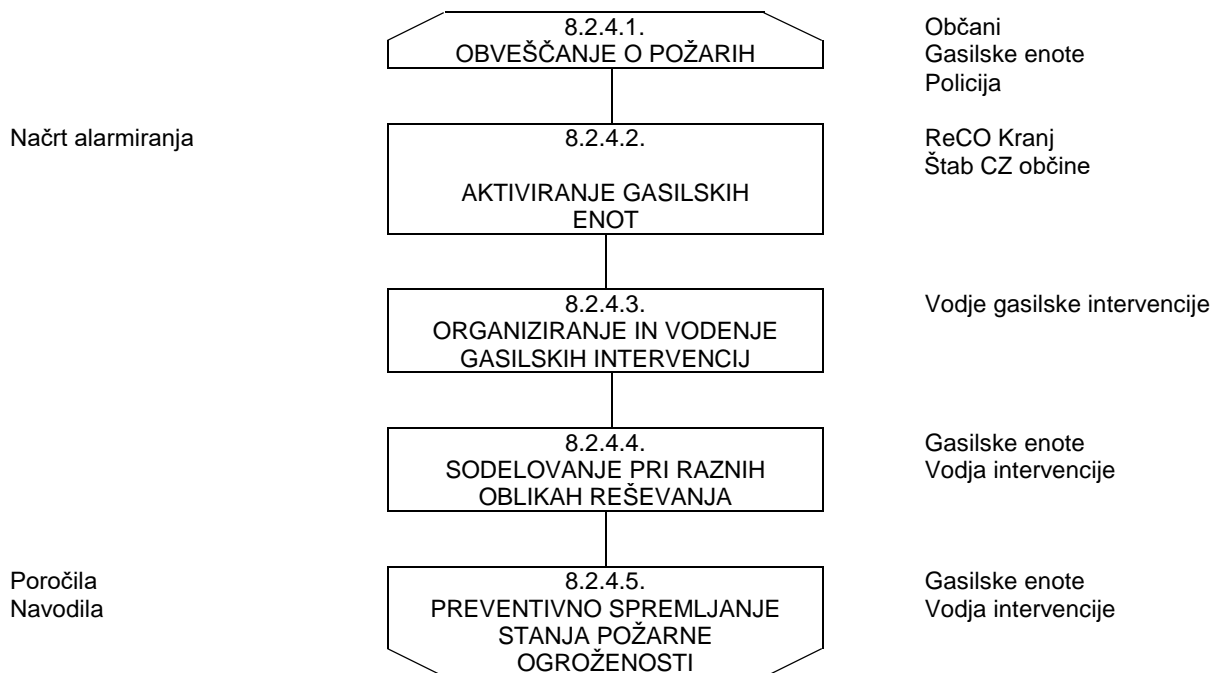 8.2.4.1.
OBVEŠČANJE O POŽARIH
Občani
Gasilske enote
Policija
Načrt alarmiranja
8.2.4.2.
AKTIVIRANJE GASILSKIH
ENOT
ReCO Kranj
Štab CZ občine
8.2.4.3.
ORGANIZIRANJE IN VODENJE
GASILSKIH INTERVENCIJ
Vodje gasilske intervencije
8.2.4.4.
SODELOVANJE PRI RAZNIH
OBLIKAH REŠEVANJA
Gasilske enote
Vodja intervencije
Poročila
Navodila
8.2.4.5.
PREVENTIVNO SPREMLJANJE
STANJA POŽARNE
OGROŽENOSTI
Gasilske enote
Vodja intervencije